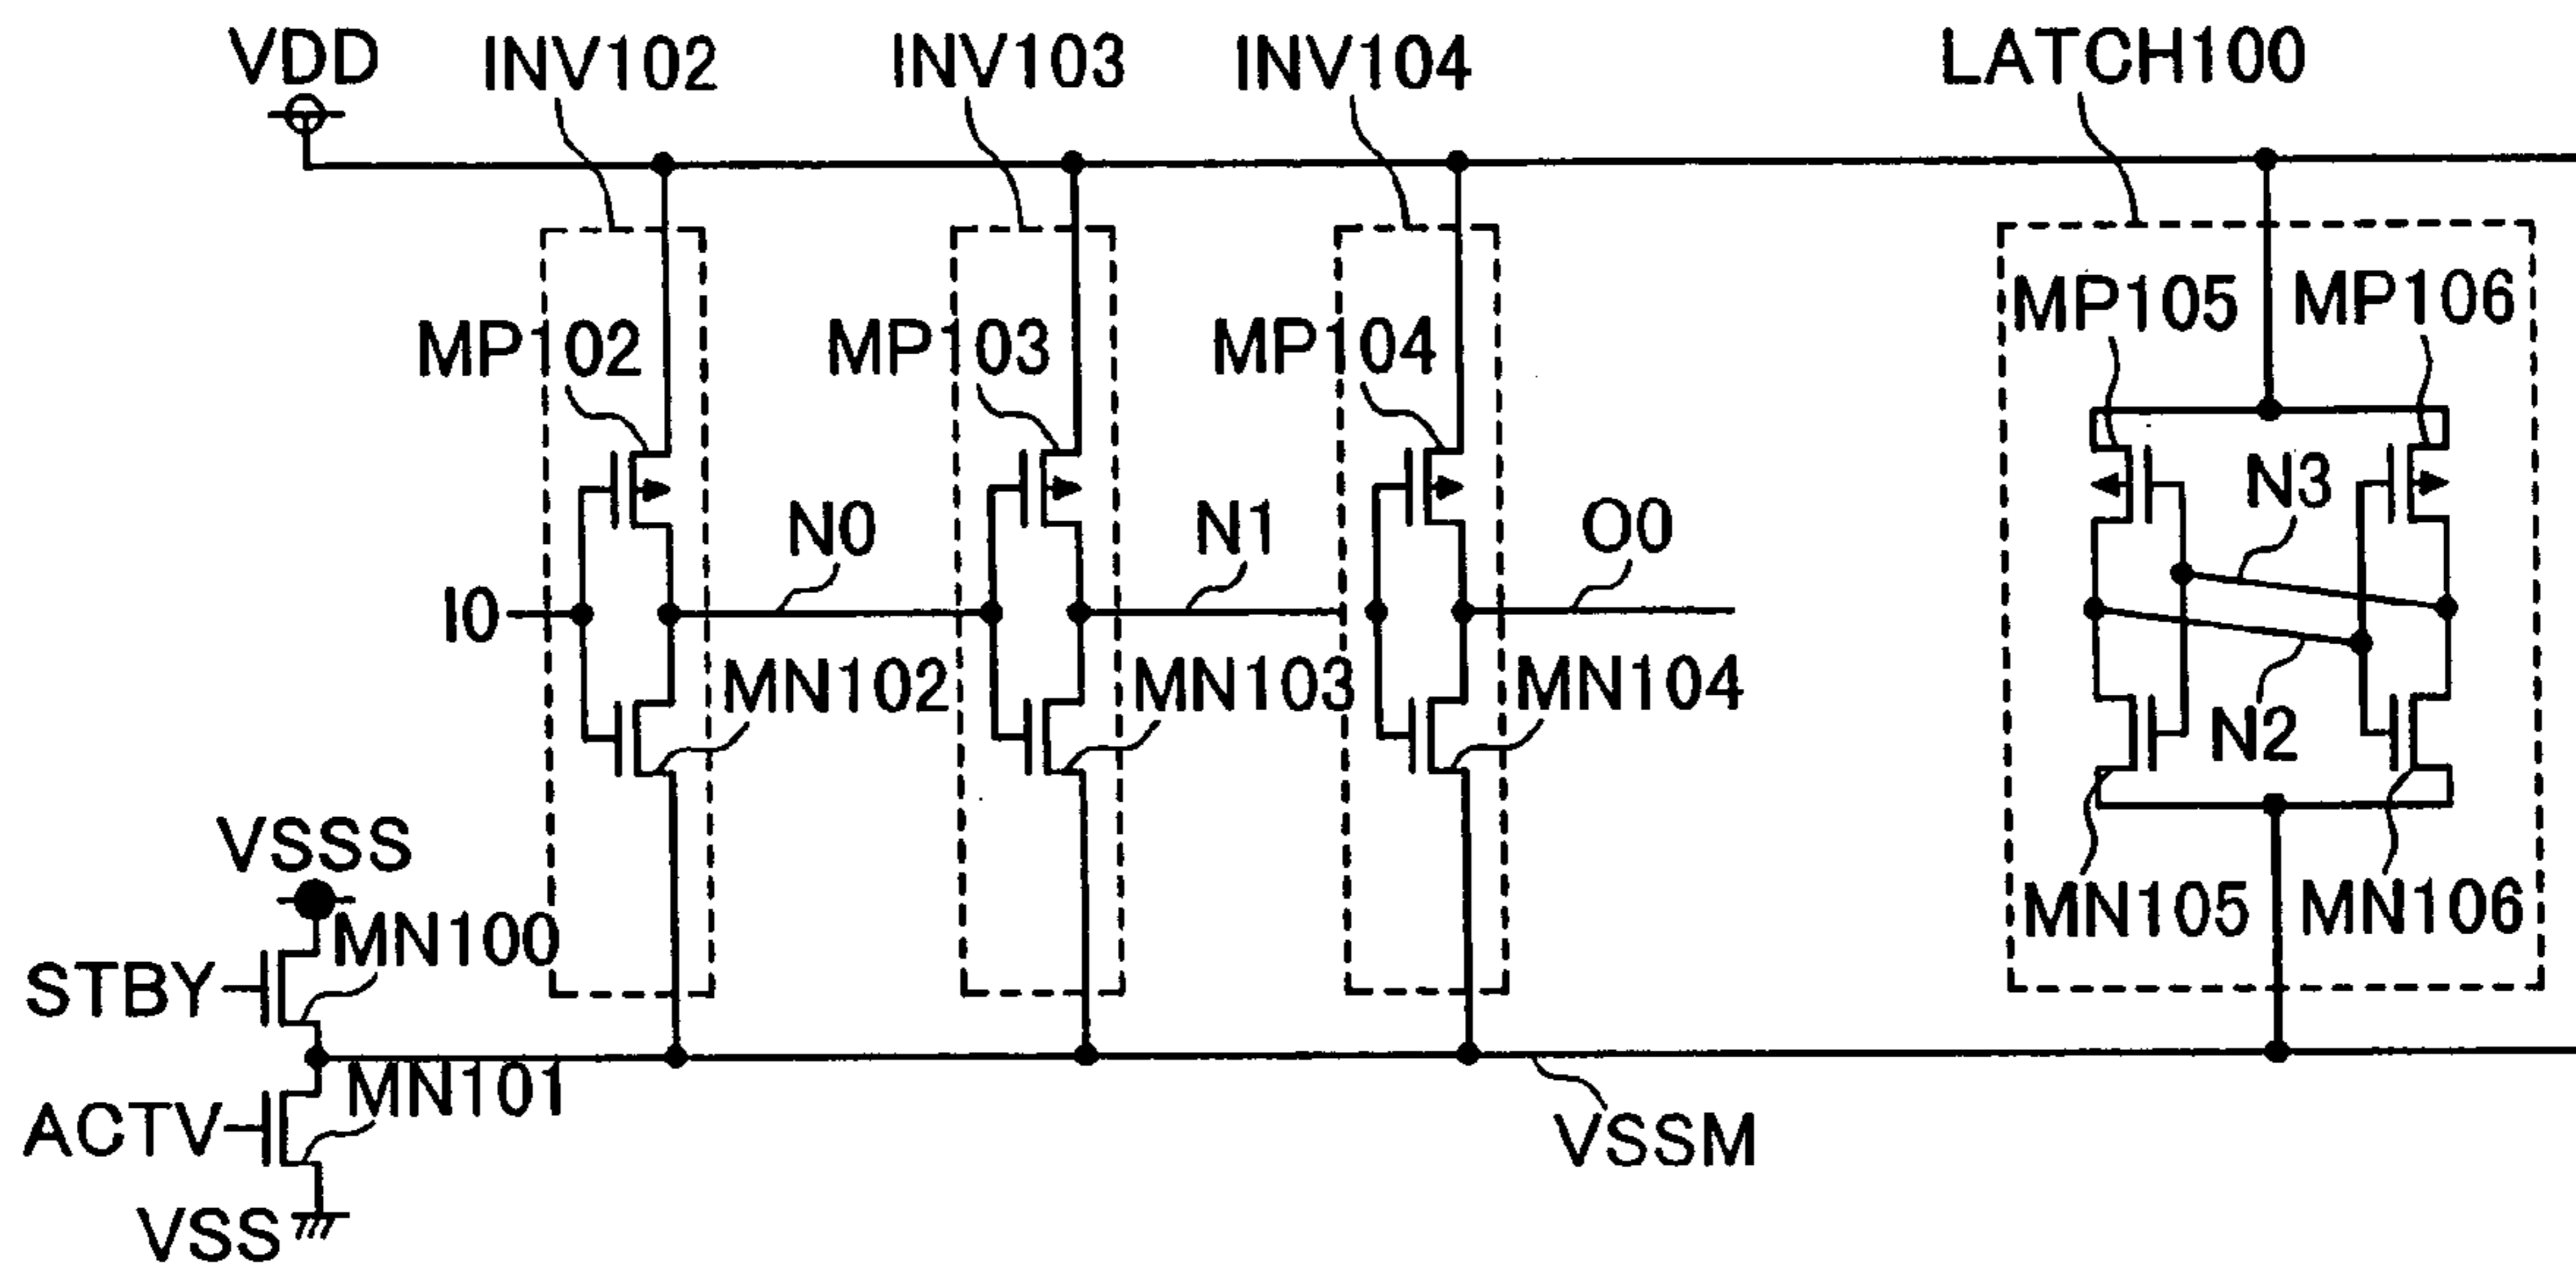 VDD INV102 INV103 INV104 LATCH100
MP105 MP106
MP102 MP103 MP104
N3
N0 N1 O0
I0
MN102 MN103 MN104
N2
VSSS
MN105 MN106
MN100
STBY
MN101
ACTV
VSSM
VSS